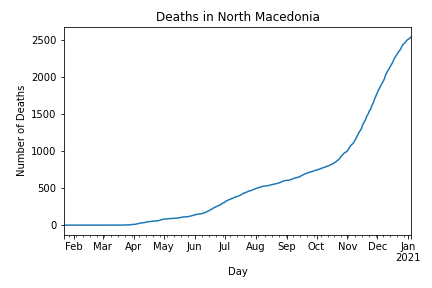 Deaths in North Macedonia
2500
2000
1500
1000
500
0
Number of Deaths
Feb Mar Apr May Jun Jul Aug Sep Oct Nov Dec Jan
2021
Day